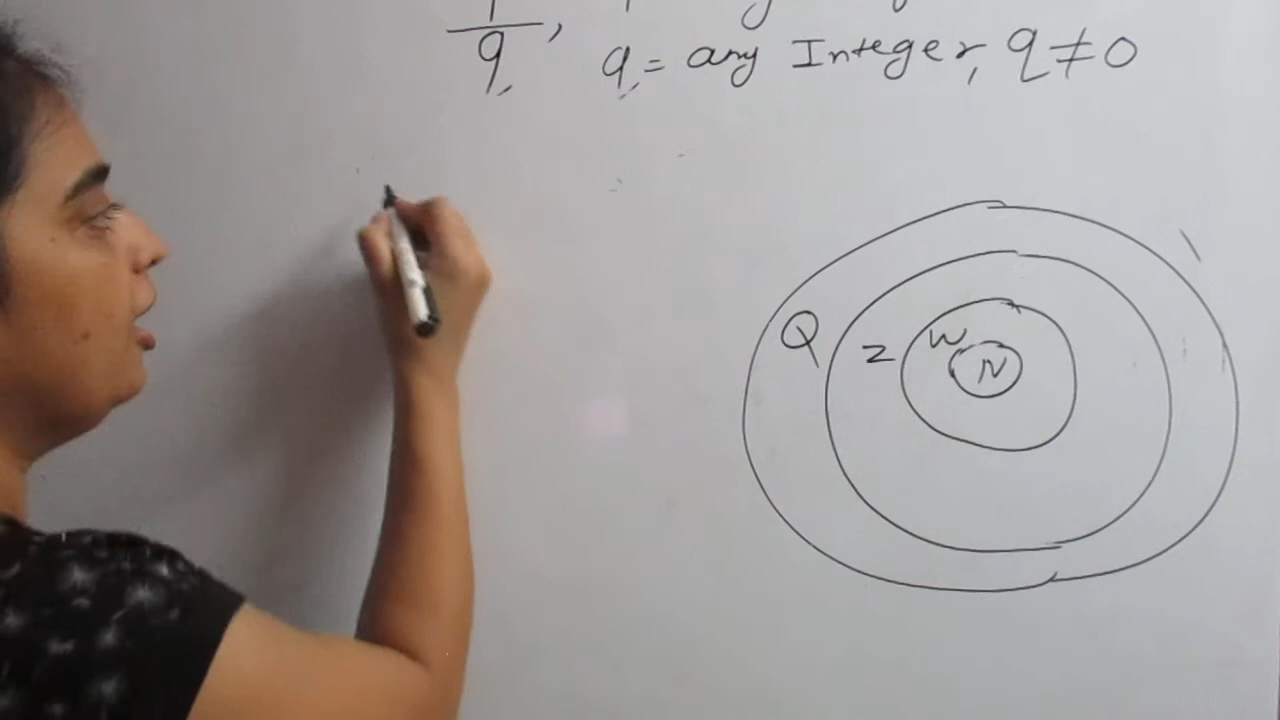 q, q = any Integer, q ≠ 0
Q Z W N